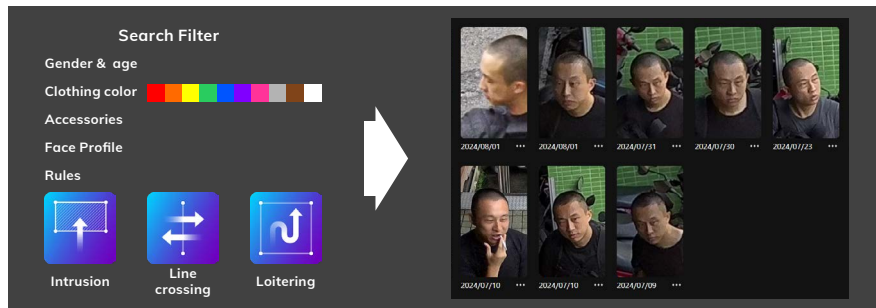 Search Filter
Gender & age
Clothing color
Accessories
Face Profile
Rules
Intrusion
Line
crossing
Loitering
2024/08/01 ···
2024/08/01 ···
2024/07/31 ···
2024/07/30 ···
2024/07/23 ···
2024/07/10 ···
2024/07/10 ···
2024/07/09 ···